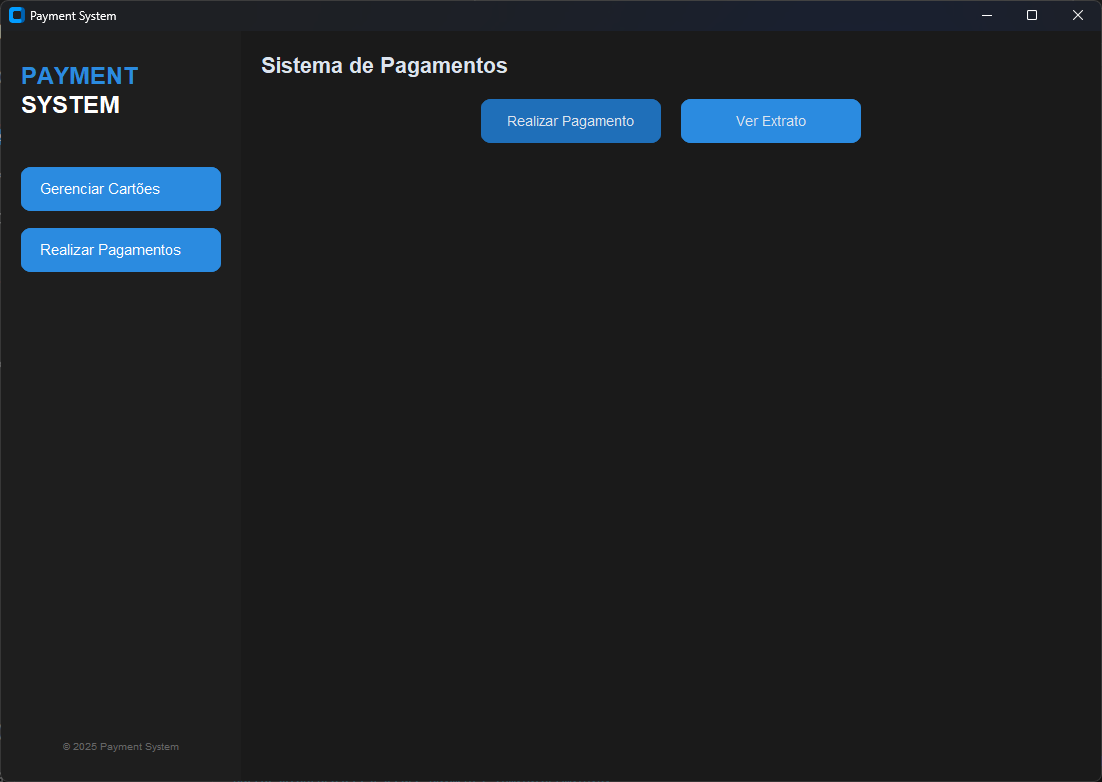 Payment System
PAYMENT
SYSTEM
Gerenciar Cartões
Realizar Pagamentos
© 2025 Payment System
Sistema de Pagamentos
Realizar Pagamento
Ver Extrato